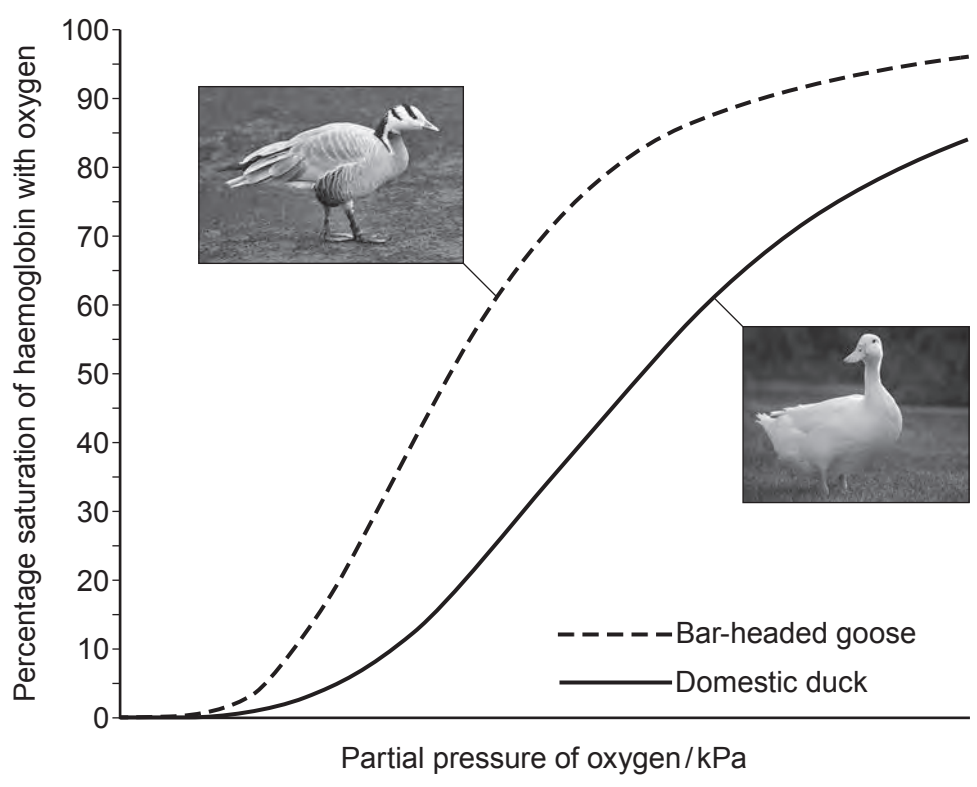 Percentage saturation of haemoglobin with oxygen
100
90
80
70
60
50
40
30
20
10
0
Bar-headed goose
Domestic duck
Partial pressure of oxygen/kPa